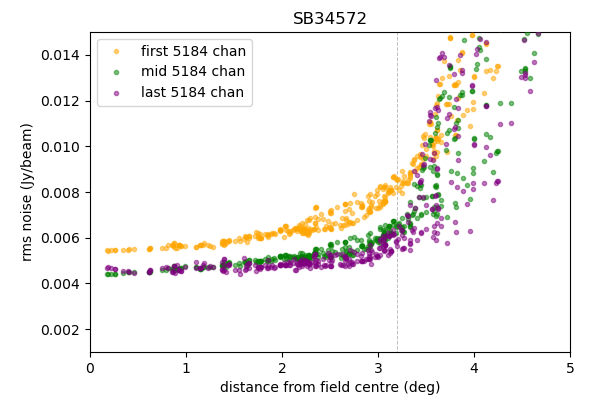 SB34572
first 5184 chan
mid 5184 chan
last 5184 chan
rms noise (Jy/beam)
0.014
0.012
0.010
0.008
0.006
0.004
0.002
0 1 2 3 4 5
distance from field centre (deg)